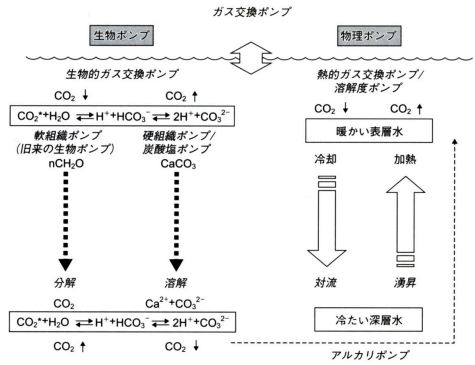 ガス交換ポンプ
生物ポンプ
物理ポンプ
生物的ガス交換ポンプ
CO₂ ↓ CO₂ ↑
CO₂*+H₂O ⇄ H⁺+HCO₃⁻ ⇄ 2H⁺+CO₃²⁻
軟組織ポンプ
(旧来の生物ポンプ)
nCH₂O
硬組織ポンプ/
炭酸塩ポンプ
CaCO₃
分解
CO₂
溶解
Ca²⁺+CO₃²⁻
CO₂*+H₂O ⇄ H⁺+HCO₃⁻ ⇄ 2H⁺+CO₃²⁻
CO₂ ↑ CO₂ ↓
熱的ガス交換ポンプ/
溶解度ポンプ
CO₂ ↓ CO₂ ↑
暖かい表層水
冷却 加熱
対流 湧昇
冷たい深層水
アルカリポンプ